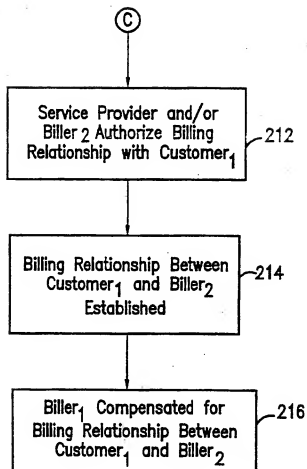 C
Service Provider and/or
Biller2 Authorize Billing
Relationship with Customer1
212
Billing Relationship Between
Customer1 and Biller2
Established
214
Biller1 Compensated for
Billing Relationship Between
Customer1 and Biller2
216